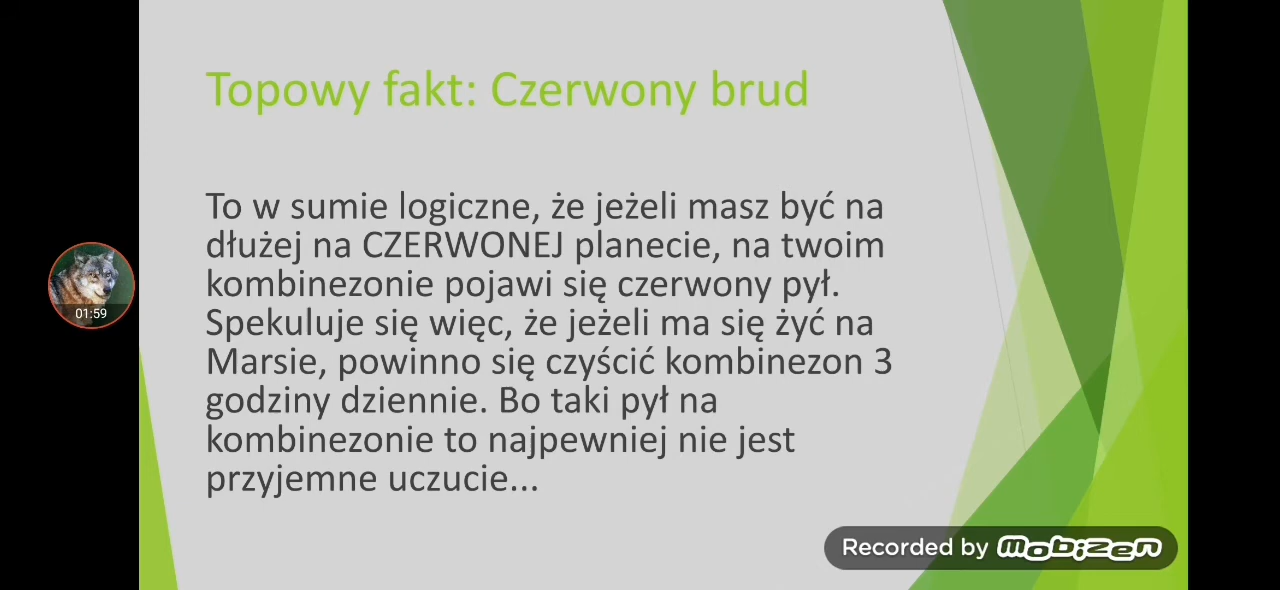 Topowy fakt: Czerwony brud
To w sumie logiczne, że jeżeli masz być na
dłużej na CZERWONEJ planecie, na twoim
kombinezonie pojawi się czerwony pył.
Spekuluje się więc, że jeżeli ma się żyć na
Marsie, powinno się czyścić kombinezon 3
godziny dziennie. Bo taki pył na
kombinezonie to najpewniej nie jest
przyjemne uczucie...
01:59
Recorded by mobizen